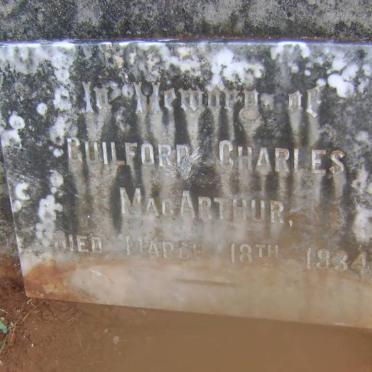 In Memory of
GUILFORD CHARLES
MACARTHUR,
DIED MARCH 18TH 1934